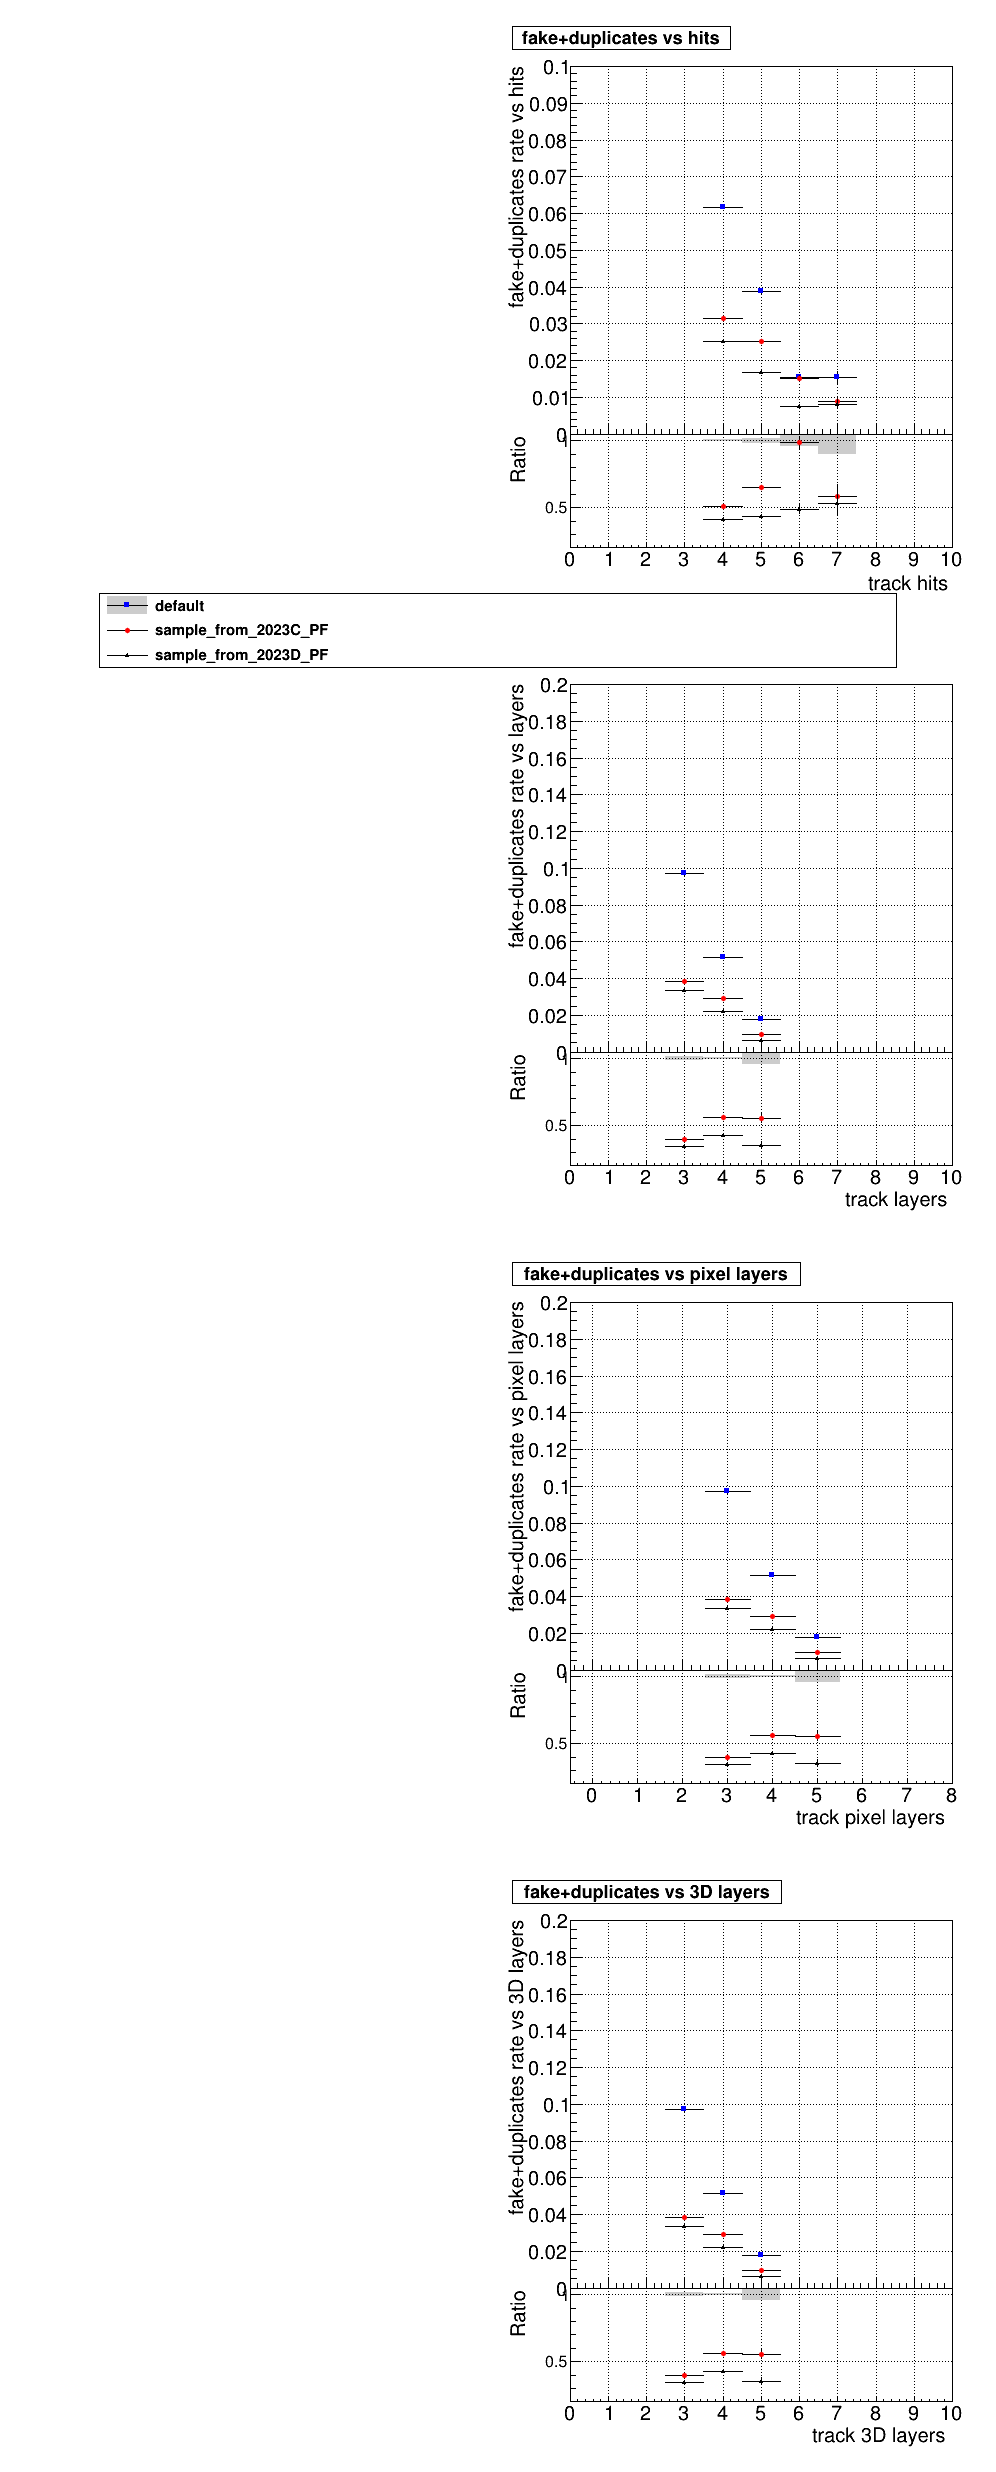 fake+duplicates vs hits
fake+duplicates rate vs hits
0.1
0.09
0.08
0.07
0.06
0.05
0.04
0.03
0.02
0.01
0
Ratio
1
0.5
0 1 2 3 4 5 6 7 8 9 10
track hits
default
sample_from_2023C_PF
sample_from_2023D_PF
fake+duplicates rate vs layers
0.2
0.18
0.16
0.14
0.12
0.1
0.08
0.06
0.04
0.02
0
Ratio
1
0.5
0 1 2 3 4 5 6 7 8 9 10
track layers
fake+duplicates vs pixel layers
fake+duplicates rate vs pixel layers
0.2
0.18
0.16
0.14
0.12
0.1
0.08
0.06
0.04
0.02
0
Ratio
1
0.5
0 1 2 3 4 5 6 7 8
track pixel layers
fake+duplicates vs 3D layers
fake+duplicates rate vs 3D layers
0.2
0.18
0.16
0.14
0.12
0.1
0.08
0.06
0.04
0.02
0
Ratio
1
0.5
0 1 2 3 4 5 6 7 8 9 10
track 3D layers